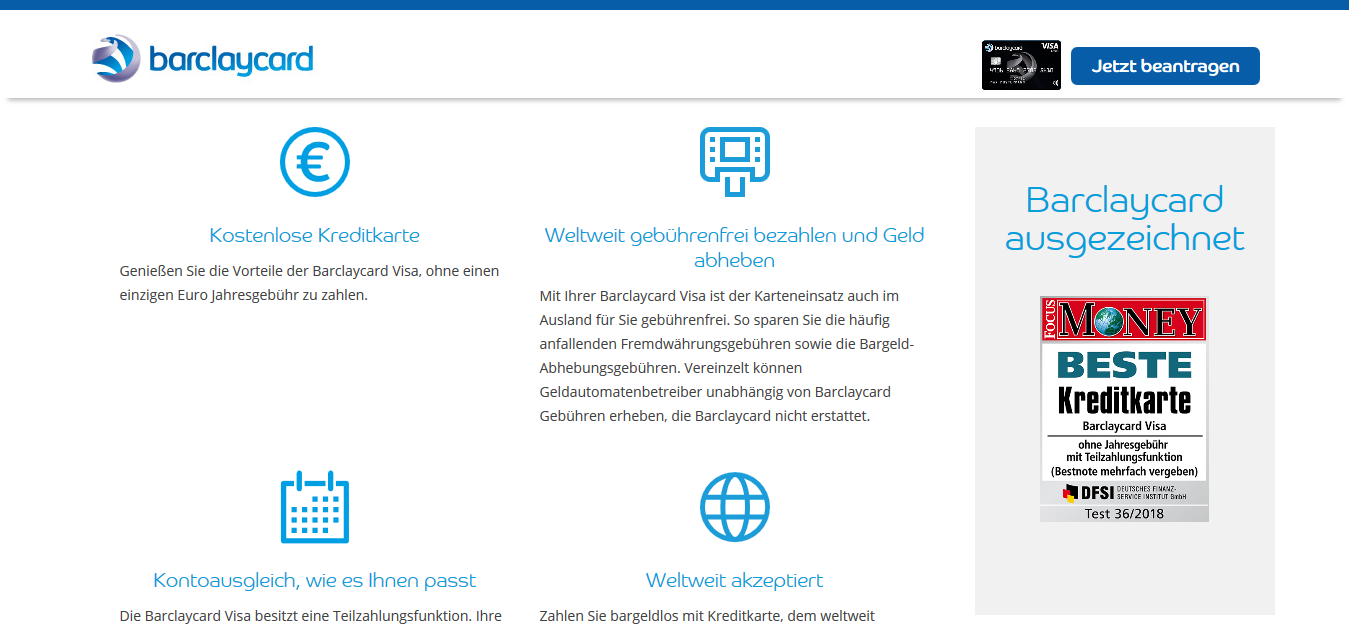 barclaycard
barclaycard
VISA
Jetzt beantragen
€
Kostenlose Kreditkarte
Genießen Sie die Vorteile der Barclaycard Visa, ohne einen
einzigen Euro Jahresgebühr zu zahlen.
Weltweit gebührenfrei bezahlen und Geld
abheben
Mit Ihrer Barclaycard Visa ist der Karteneinsatz auch im
Ausland für Sie gebührenfrei. So sparen Sie die häufig
anfallenden Fremdwährungsgebühren sowie die Bargeld-
Abhebungsgebühren. Vereinzelt können
Geldautomatenbetreiber unabhängig von Barclaycard
Gebühren erheben, die Barclaycard nicht erstattet.
Kontoausgleich, wie es Ihnen passt
Die Barclaycard Visa besitzt eine Teilzahlungsfunktion. Ihre
Weltweit akzeptiert
Zahlen Sie bargeldlos mit Kreditkarte, dem weltweit
Barclaycard
ausgezeichnet
FOCUS
MONEY
BESTE
Kreditkarte
Barclaycard Visa
ohne Jahresgebühr
mit Teilzahlungsfunktion
(Bestnote mehrfach vergeben)
DFSI DEUTSCHES FINANZ-
SERVICE INSTITUT GmbH
Test 36/2018